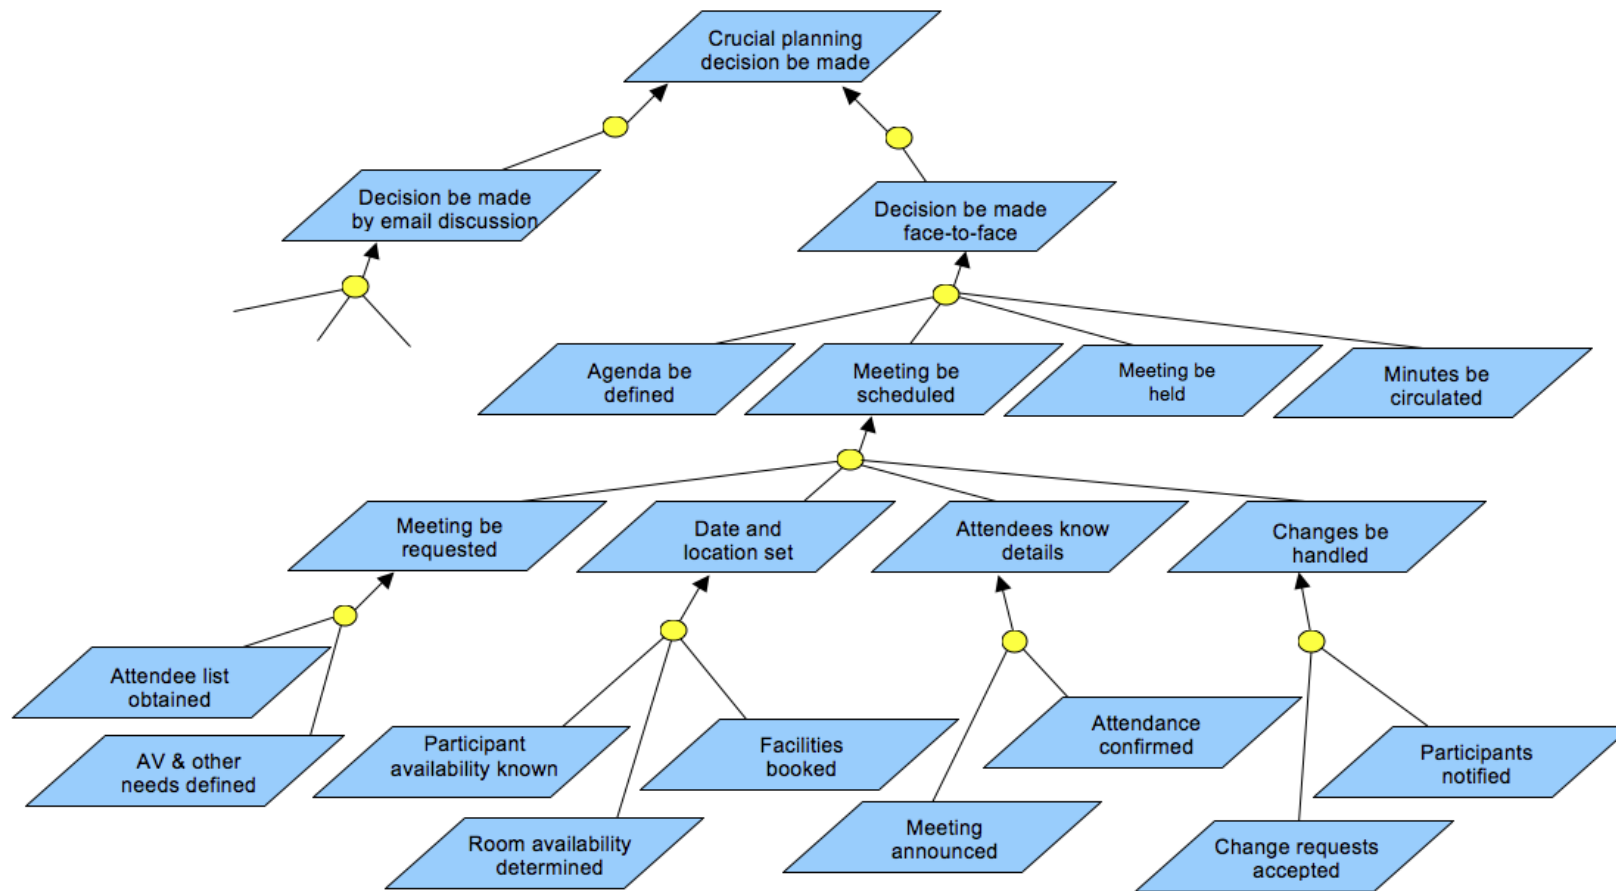 Crucial planning
decision be made
Decision be made
by email discussion
Decision be made
face-to-face
Agenda be
defined
Meeting be
scheduled
Meeting be
held
Minutes be
circulated
Meeting be
requested
Date and
location set
Attendees know
details
Changes be
handled
Attendee list
obtained
AV & other
needs defined
Participant
availability known
Room availability
determined
Facilities
booked
Meeting
announced
Attendance
confirmed
Change requests
accepted
Participants
notified